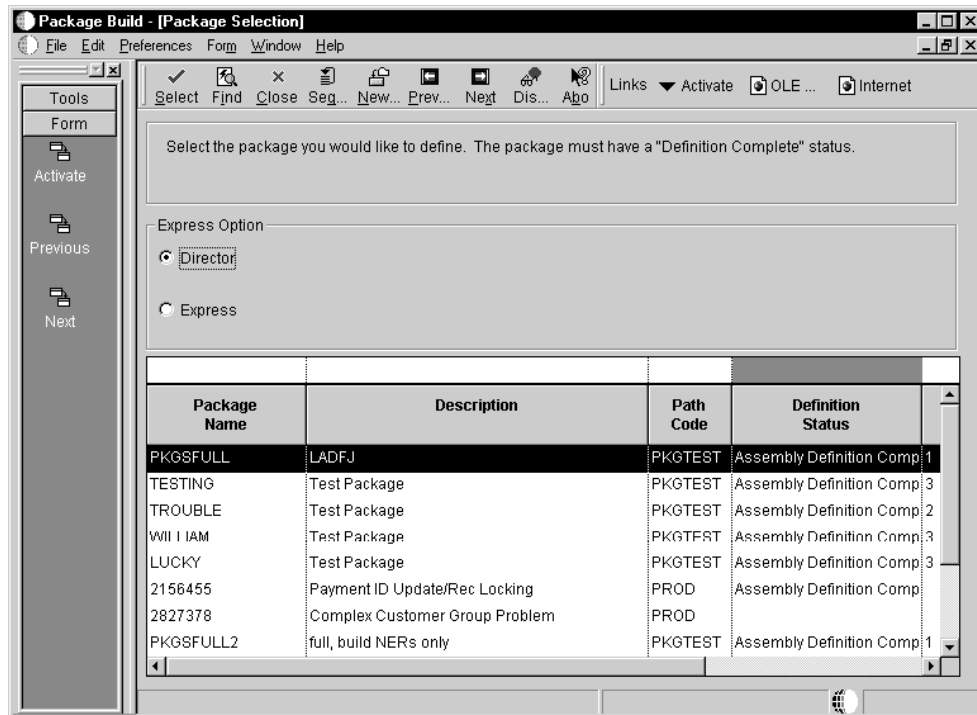 Package Build - [Package Selection]
File Edit Preferences Form Window Help
Tools
Form
Activate
Previous
Next
Select Find Close Seg... New... Prev... Next Dis... Abo Links Activate OLE ... Internet
Select the package you would like to define. The package must have a "Definition Complete" status.
Express Option
Director
Express
Package Name Description Path Code Definition Status
PKGSFULL LADFJ PKGTEST Assembly Definition Comp 1
TESTING Test Package PKGTEST Assembly Definition Comp 3
TROUBLE Test Package PKGTEST Assembly Definition Comp 2
WILLIAM Test Package PKGTEST Assembly Definition Comp 3
LUCKY Test Package PKGTEST Assembly Definition Comp 3
2156455 Payment ID Update/Rec Locking PROD Assembly Definition Comp
2827378 Complex Customer Group Problem PROD
PKGSFULL2 full, build NERs only PKGTEST Assembly Definition Comp 1